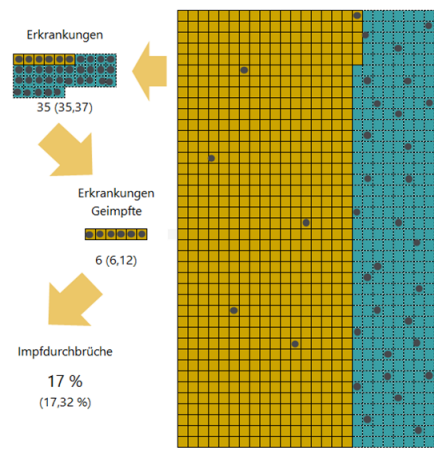 Erkrankungen
35 (35,37)
Erkrankungen
Geimpfte
6 (6,12)
Impfdurchbrüche
17 %
(17,32 %)